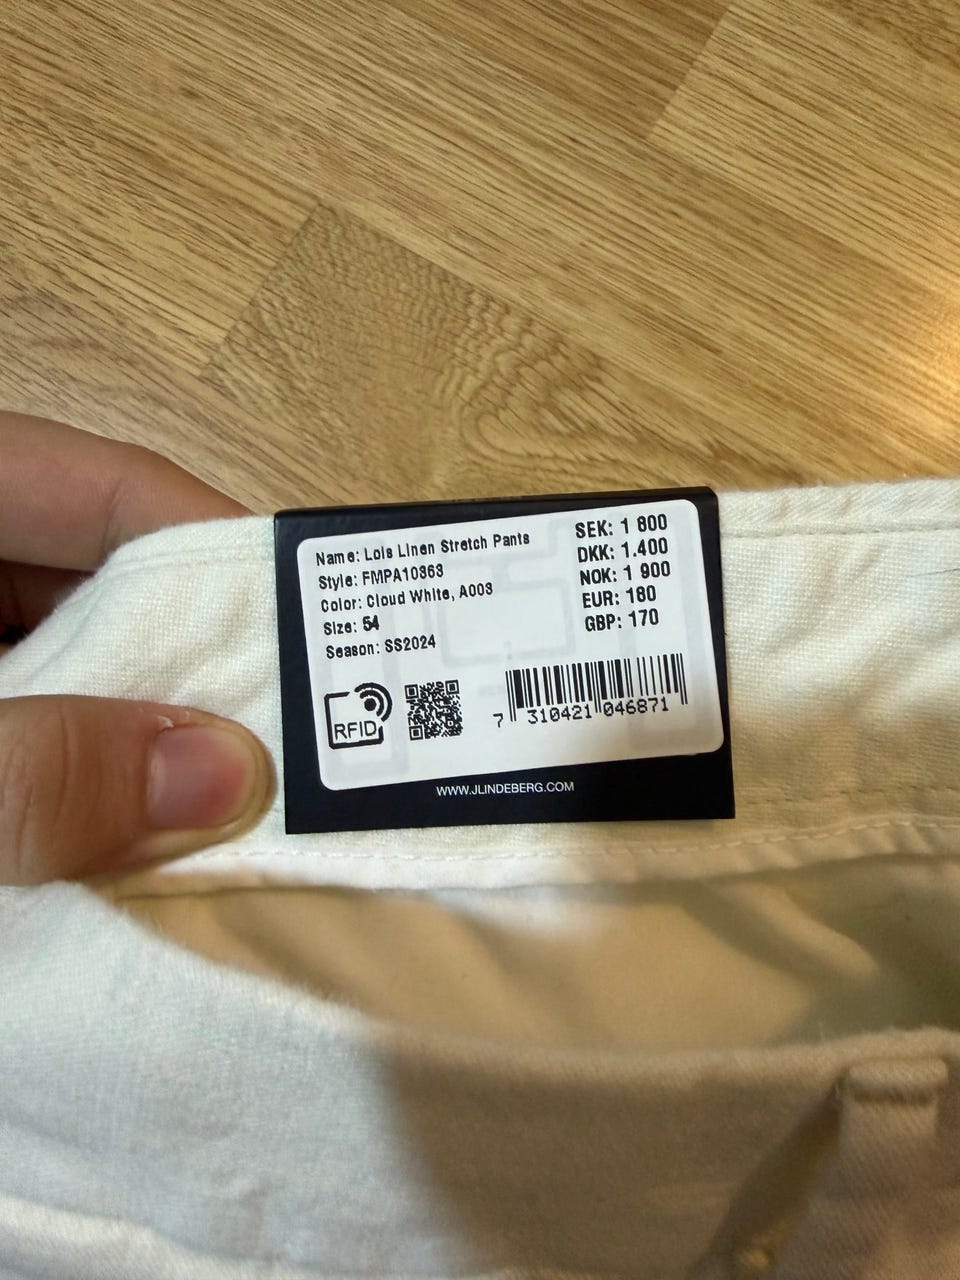 Name: Lois Linen Stretch Pants
Style: FMPA10363
Color: Cloud White, A003
Size: 54
Season: SS2024
SEK: 1 800
DKK: 1.400
NOK: 1 900
EUR: 180
GBP: 170
RFID
7 310421 046871
WWW.JLINDEBERG.COM